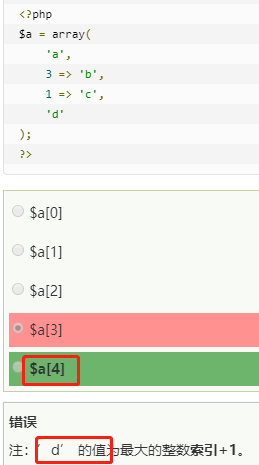 <?php
$a = array(
    'a',
    3 => 'b',
    1 => 'c',
    'd'
);
?>
$a[0]
$a[1]
$a[2]
$a[3]
$a[4]
错误
注：’d’ 的值为最大的整数索引+1。